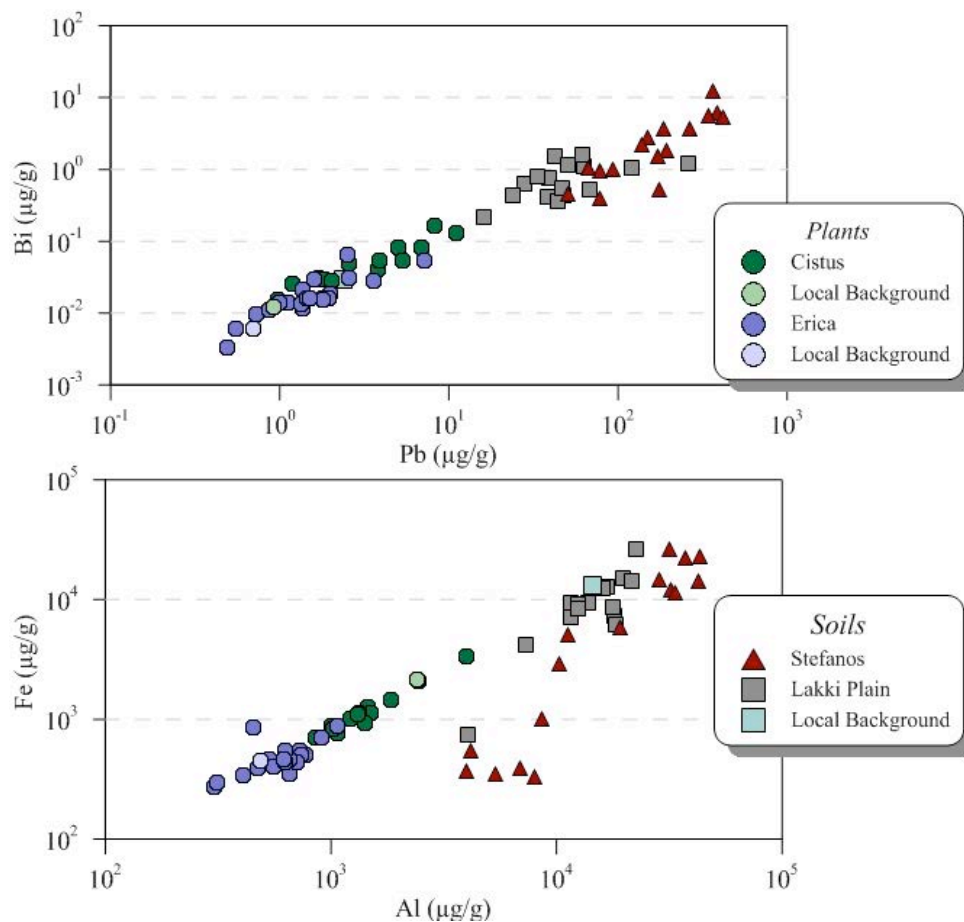 10²
10¹
10⁰
10⁻¹
10⁻²
10⁻³
Bi (µg/g)
10⁻¹ 10⁰ 10¹ 10² 10³
Pb (µg/g)
Plants
Cistus
Local Background
Erica
Local Background
10⁵
10⁴
10³
10²
Fe (µg/g)
10² 10³ 10⁴ 10⁵
Al (µg/g)
Soils
Stefanos
Lakki Plain
Local Background